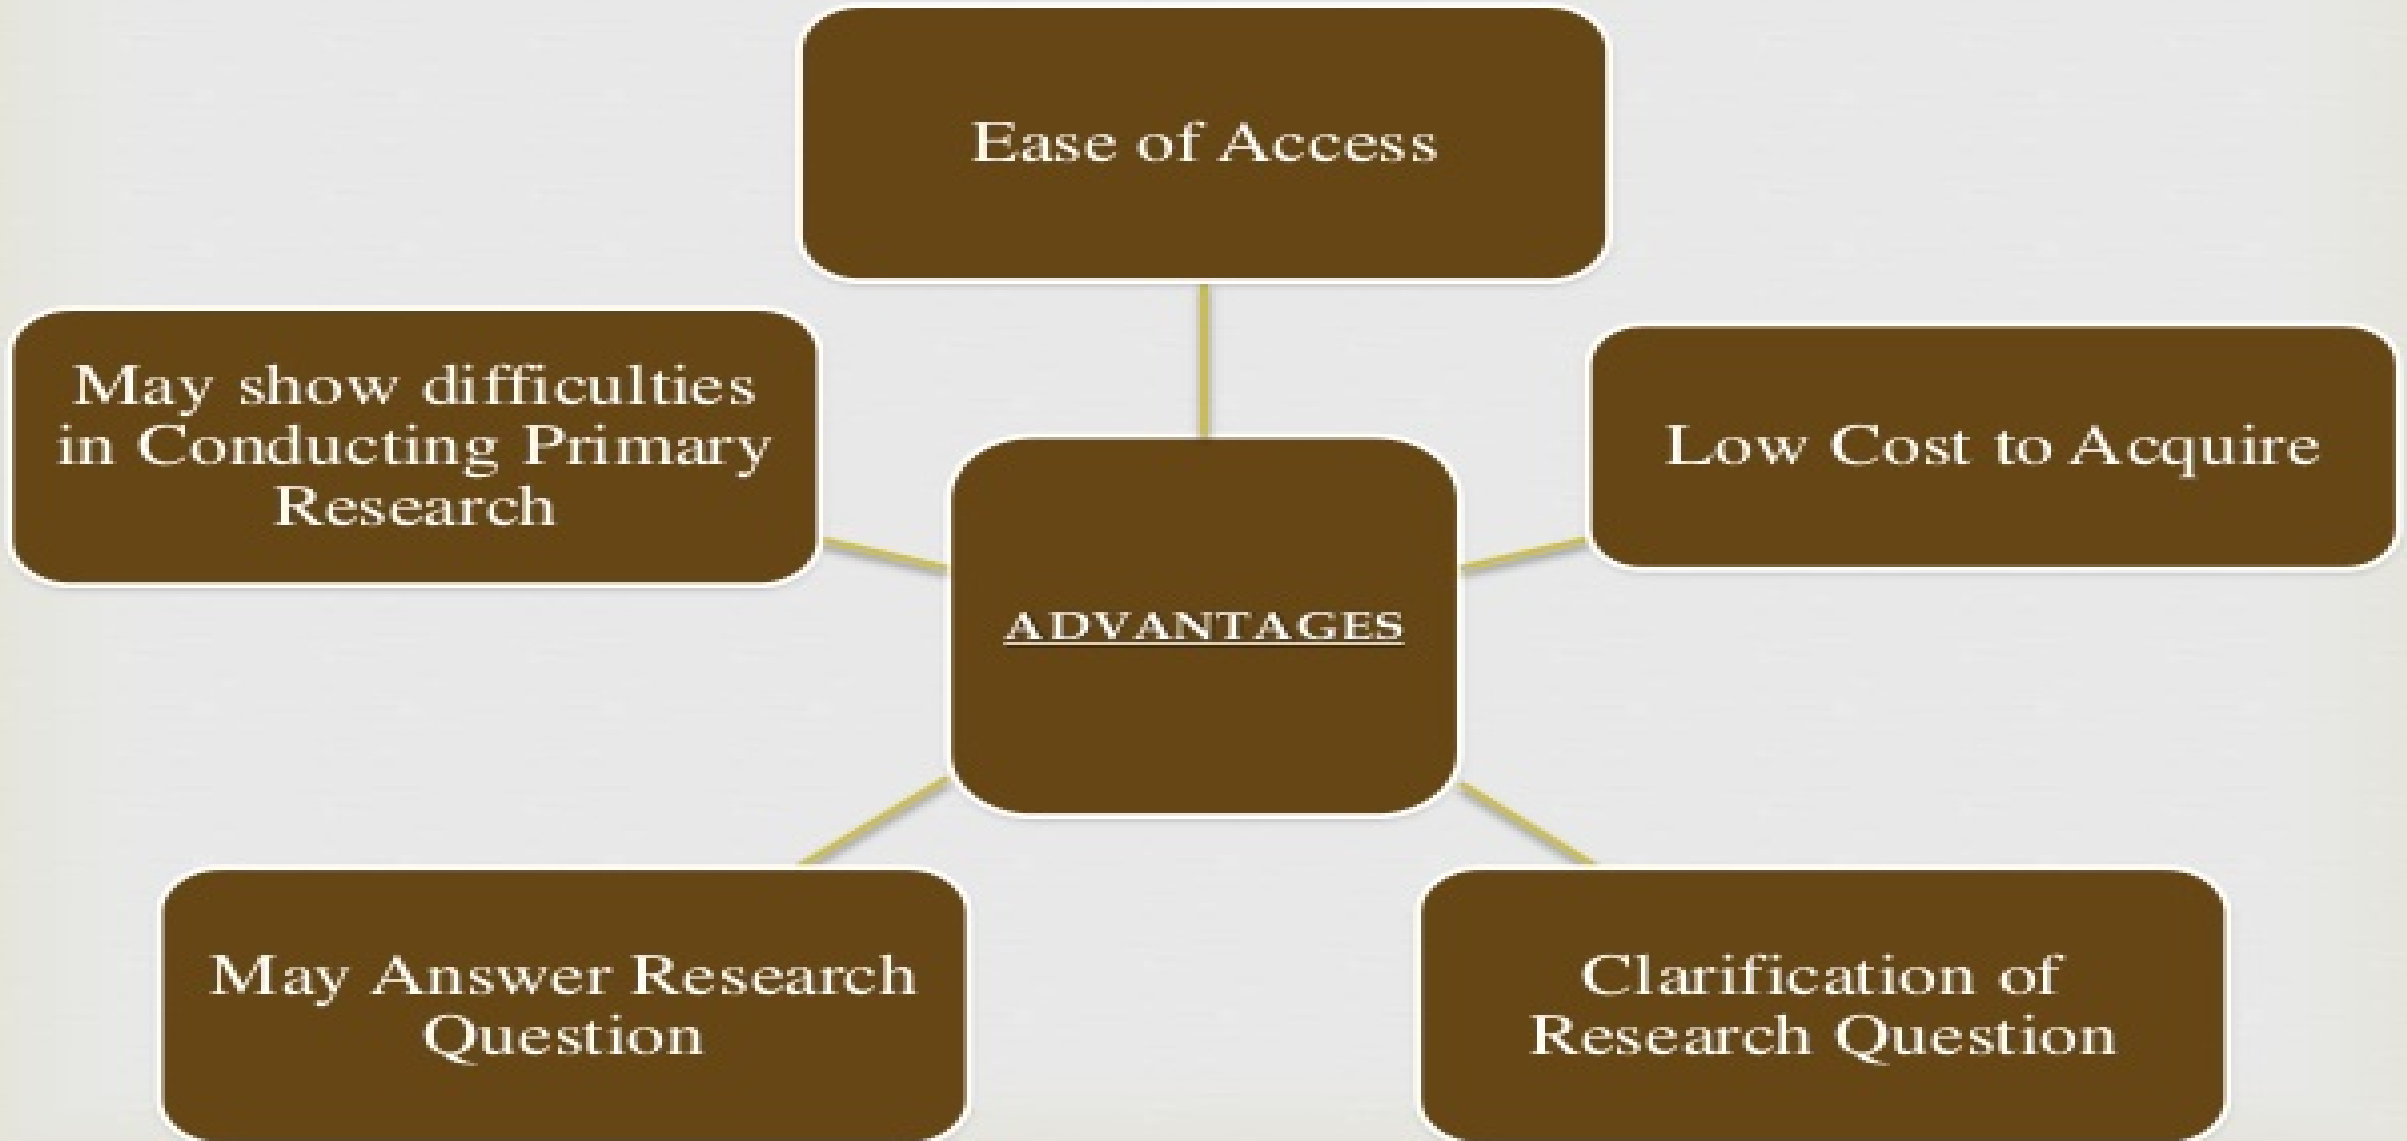 Ease of Access
May show difficulties
in Conducting Primary
Research
Low Cost to Acquire
ADVANTAGES
May Answer Research
Question
Clarification of
Research Question